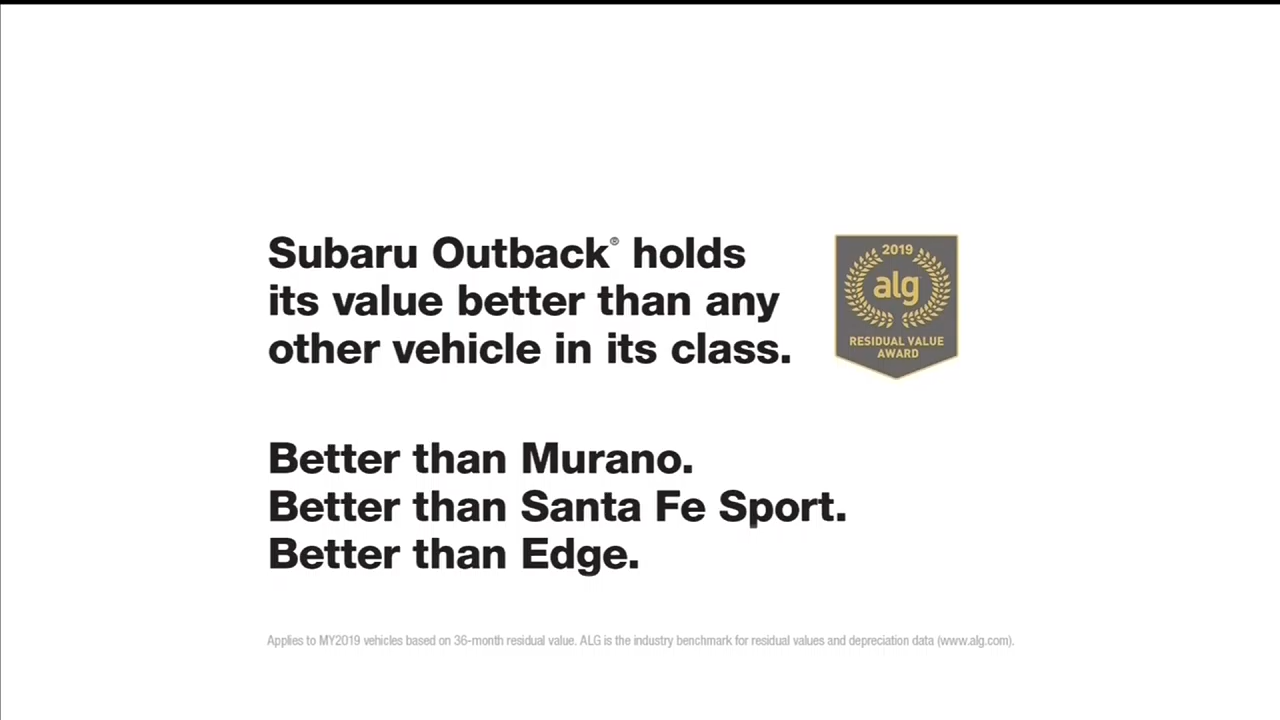 Subaru Outback® holds
its value better than any
other vehicle in its class.
2019
alg
RESIDUAL VALUE
AWARD
Better than Murano.
Better than Santa Fe Sport.
Better than Edge.
Applies to MY2019 vehicles based on 36-month residual value. ALG is the industry benchmark for residual values and depreciation data (www.alg.com).